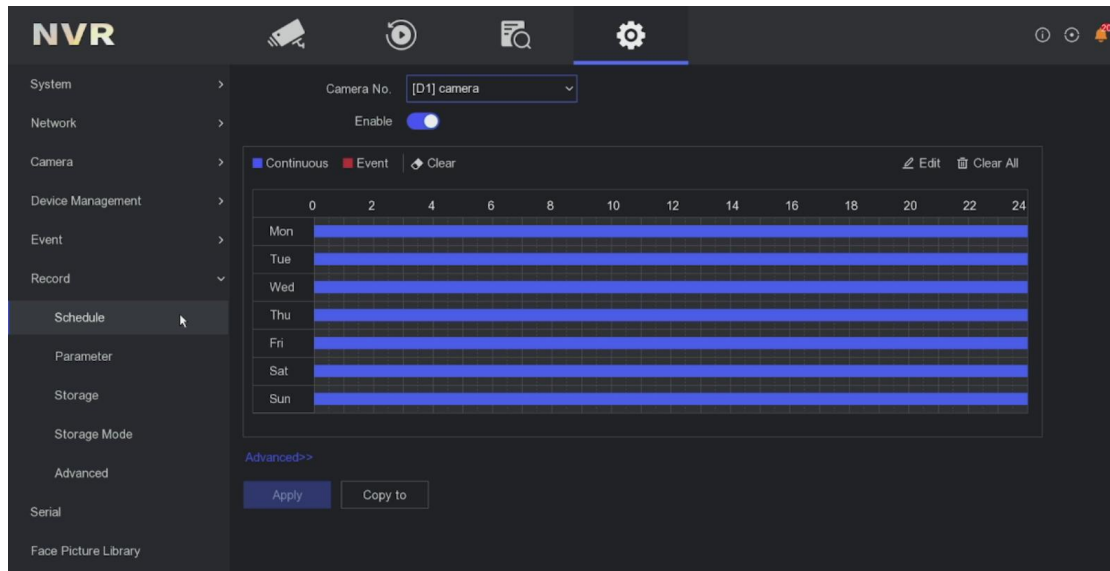 NVR
20
System
Network
Camera
Device Management
Event
Record
Schedule
Parameter
Storage
Storage Mode
Advanced
Serial
Face Picture Library
Camera No. [D1] camera
Enable
Continuous Event Clear Edit Clear All
0 2 4 6 8 10 12 14 16 18 20 22 24
Mon
Tue
Wed
Thu
Fri
Sat
Sun
Advanced>>
Apply Copy to